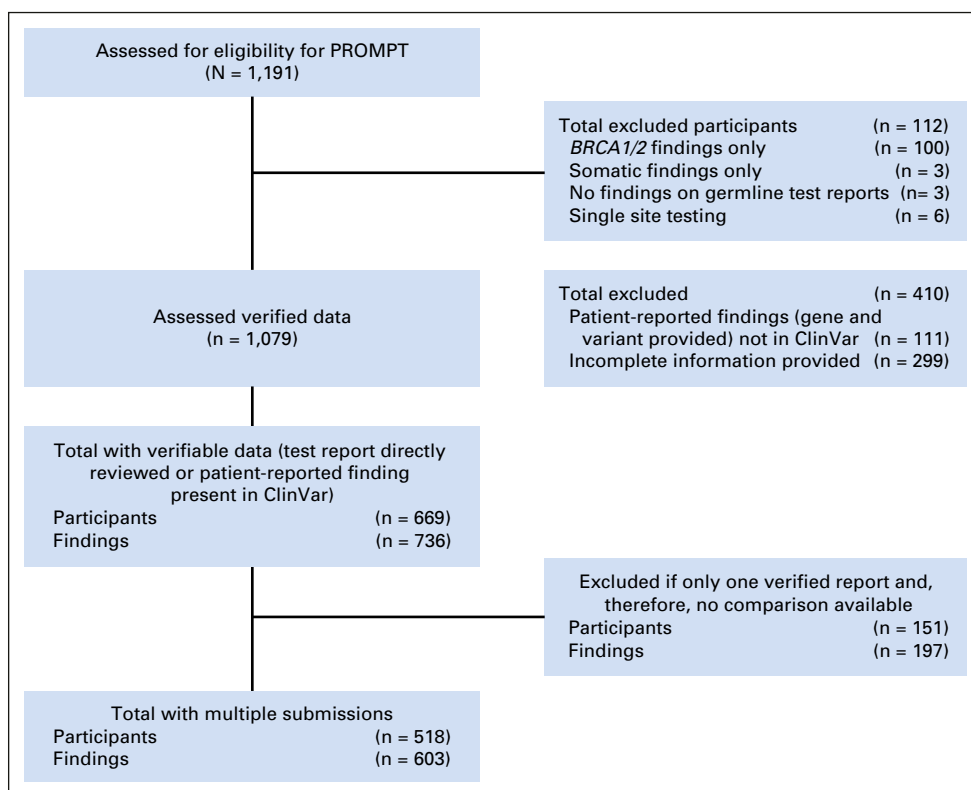 Assessed for eligibility for PROMPT
(N = 1,191)
Total excluded participants (n = 112)
BRCA1/2 findings only (n = 100)
Somatic findings only (n = 3)
No findings on germline test reports (n= 3)
Single site testing (n = 6)
Assessed verified data
(n = 1,079)
Total excluded (n = 410)
Patient-reported findings (gene and
variant provided) not in ClinVar (n = 111)
Incomplete information provided (n = 299)
Total with verifiable data (test report directly
reviewed or patient-reported finding
present in ClinVar)
Participants (n = 669)
Findings (n = 736)
Excluded if only one verified report and,
therefore, no comparison available
Participants (n = 151)
Findings (n = 197)
Total with multiple submissions
Participants (n = 518)
Findings (n = 603)